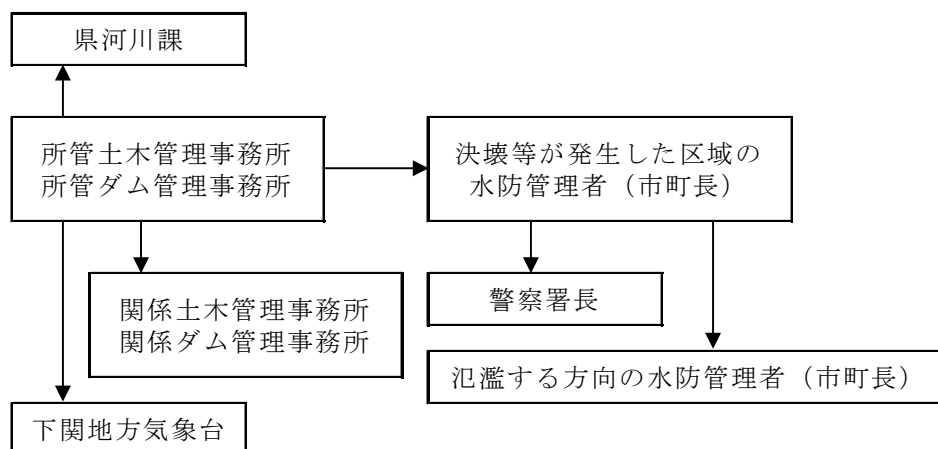 県河川課
所管土木管理事務所
所管ダム管理事務所
決壊等が発生した区域の
水防管理者（市町長）
関係土木管理事務所
関係ダム管理事務所
警察署長
氾濫する方向の水防管理者（市町長）
下関地方気象台